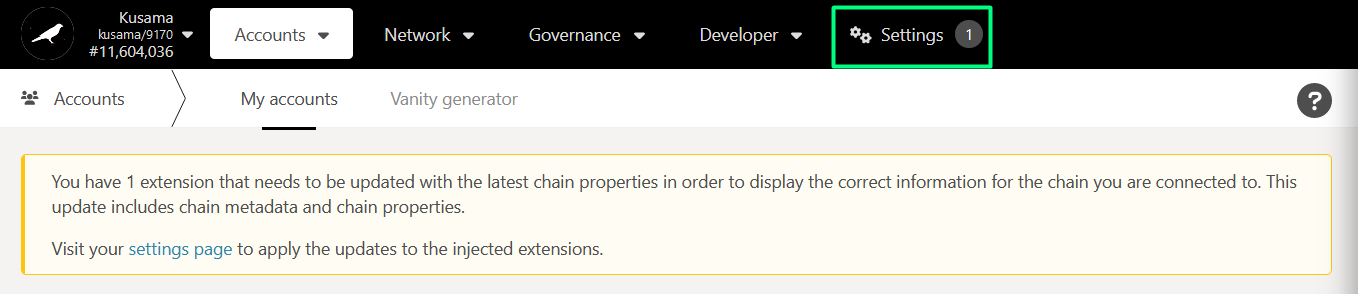 Kusama
kusama/9170
#11,604,036
Accounts
Network
Governance
Developer
Settings 1
Accounts
My accounts
Vanity generator
?
You have 1 extension that needs to be updated with the latest chain properties in order to display the correct information for the chain you are connected to. This
update includes chain metadata and chain properties.
Visit your settings page to apply the updates to the injected extensions.